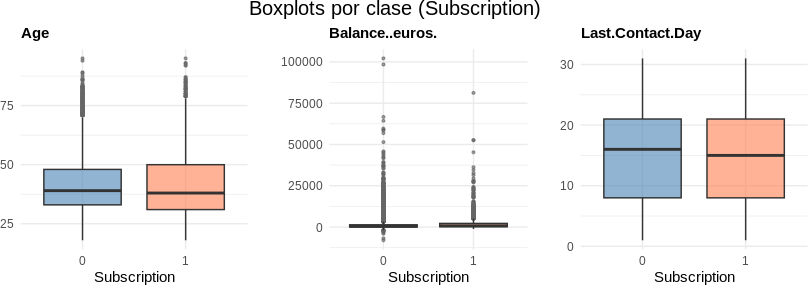 Boxplots por clase (Subscription)
Age
75
50
25
0
1
Subscription
Balance..euros.
100000
75000
50000
25000
0
0
1
Subscription
Last.Contact.Day
30
20
10
0
0
1
Subscription